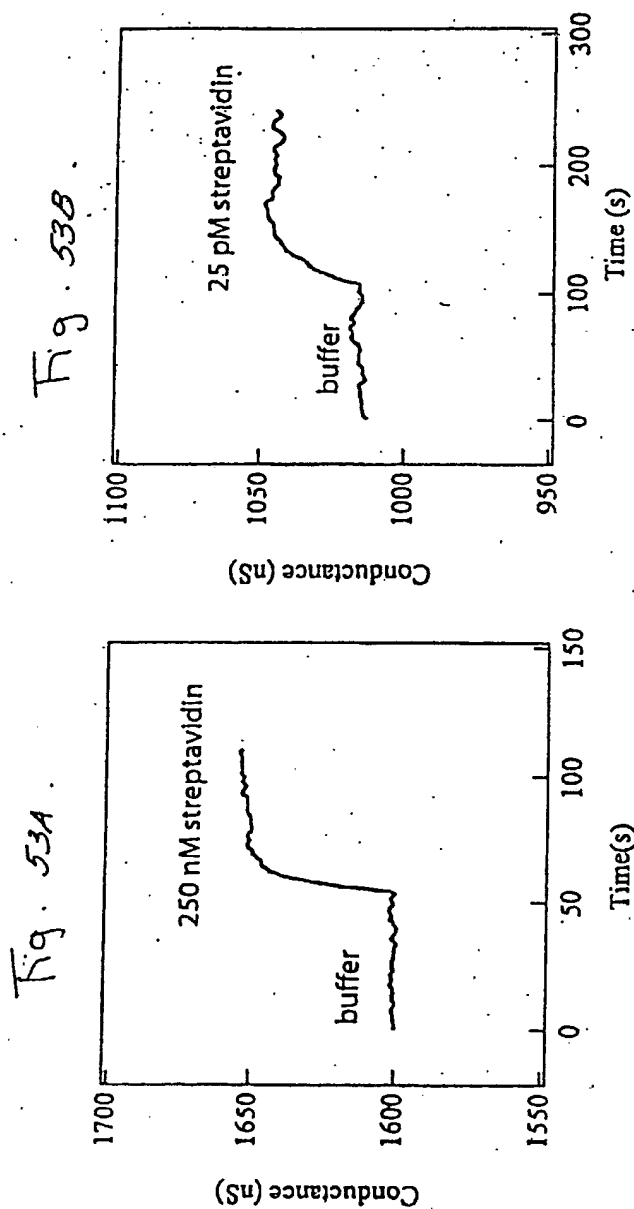 Fig. 53A.
Conductance (nS)
1700
1650
1600
1550
250 nM streptavidin
buffer
0
50
100
150
Time(s)
Fig. 53B.
Conductance (nS)
1100
1050
1000
950
25 pM streptavidin
buffer
0
100
200
300
Time (s)